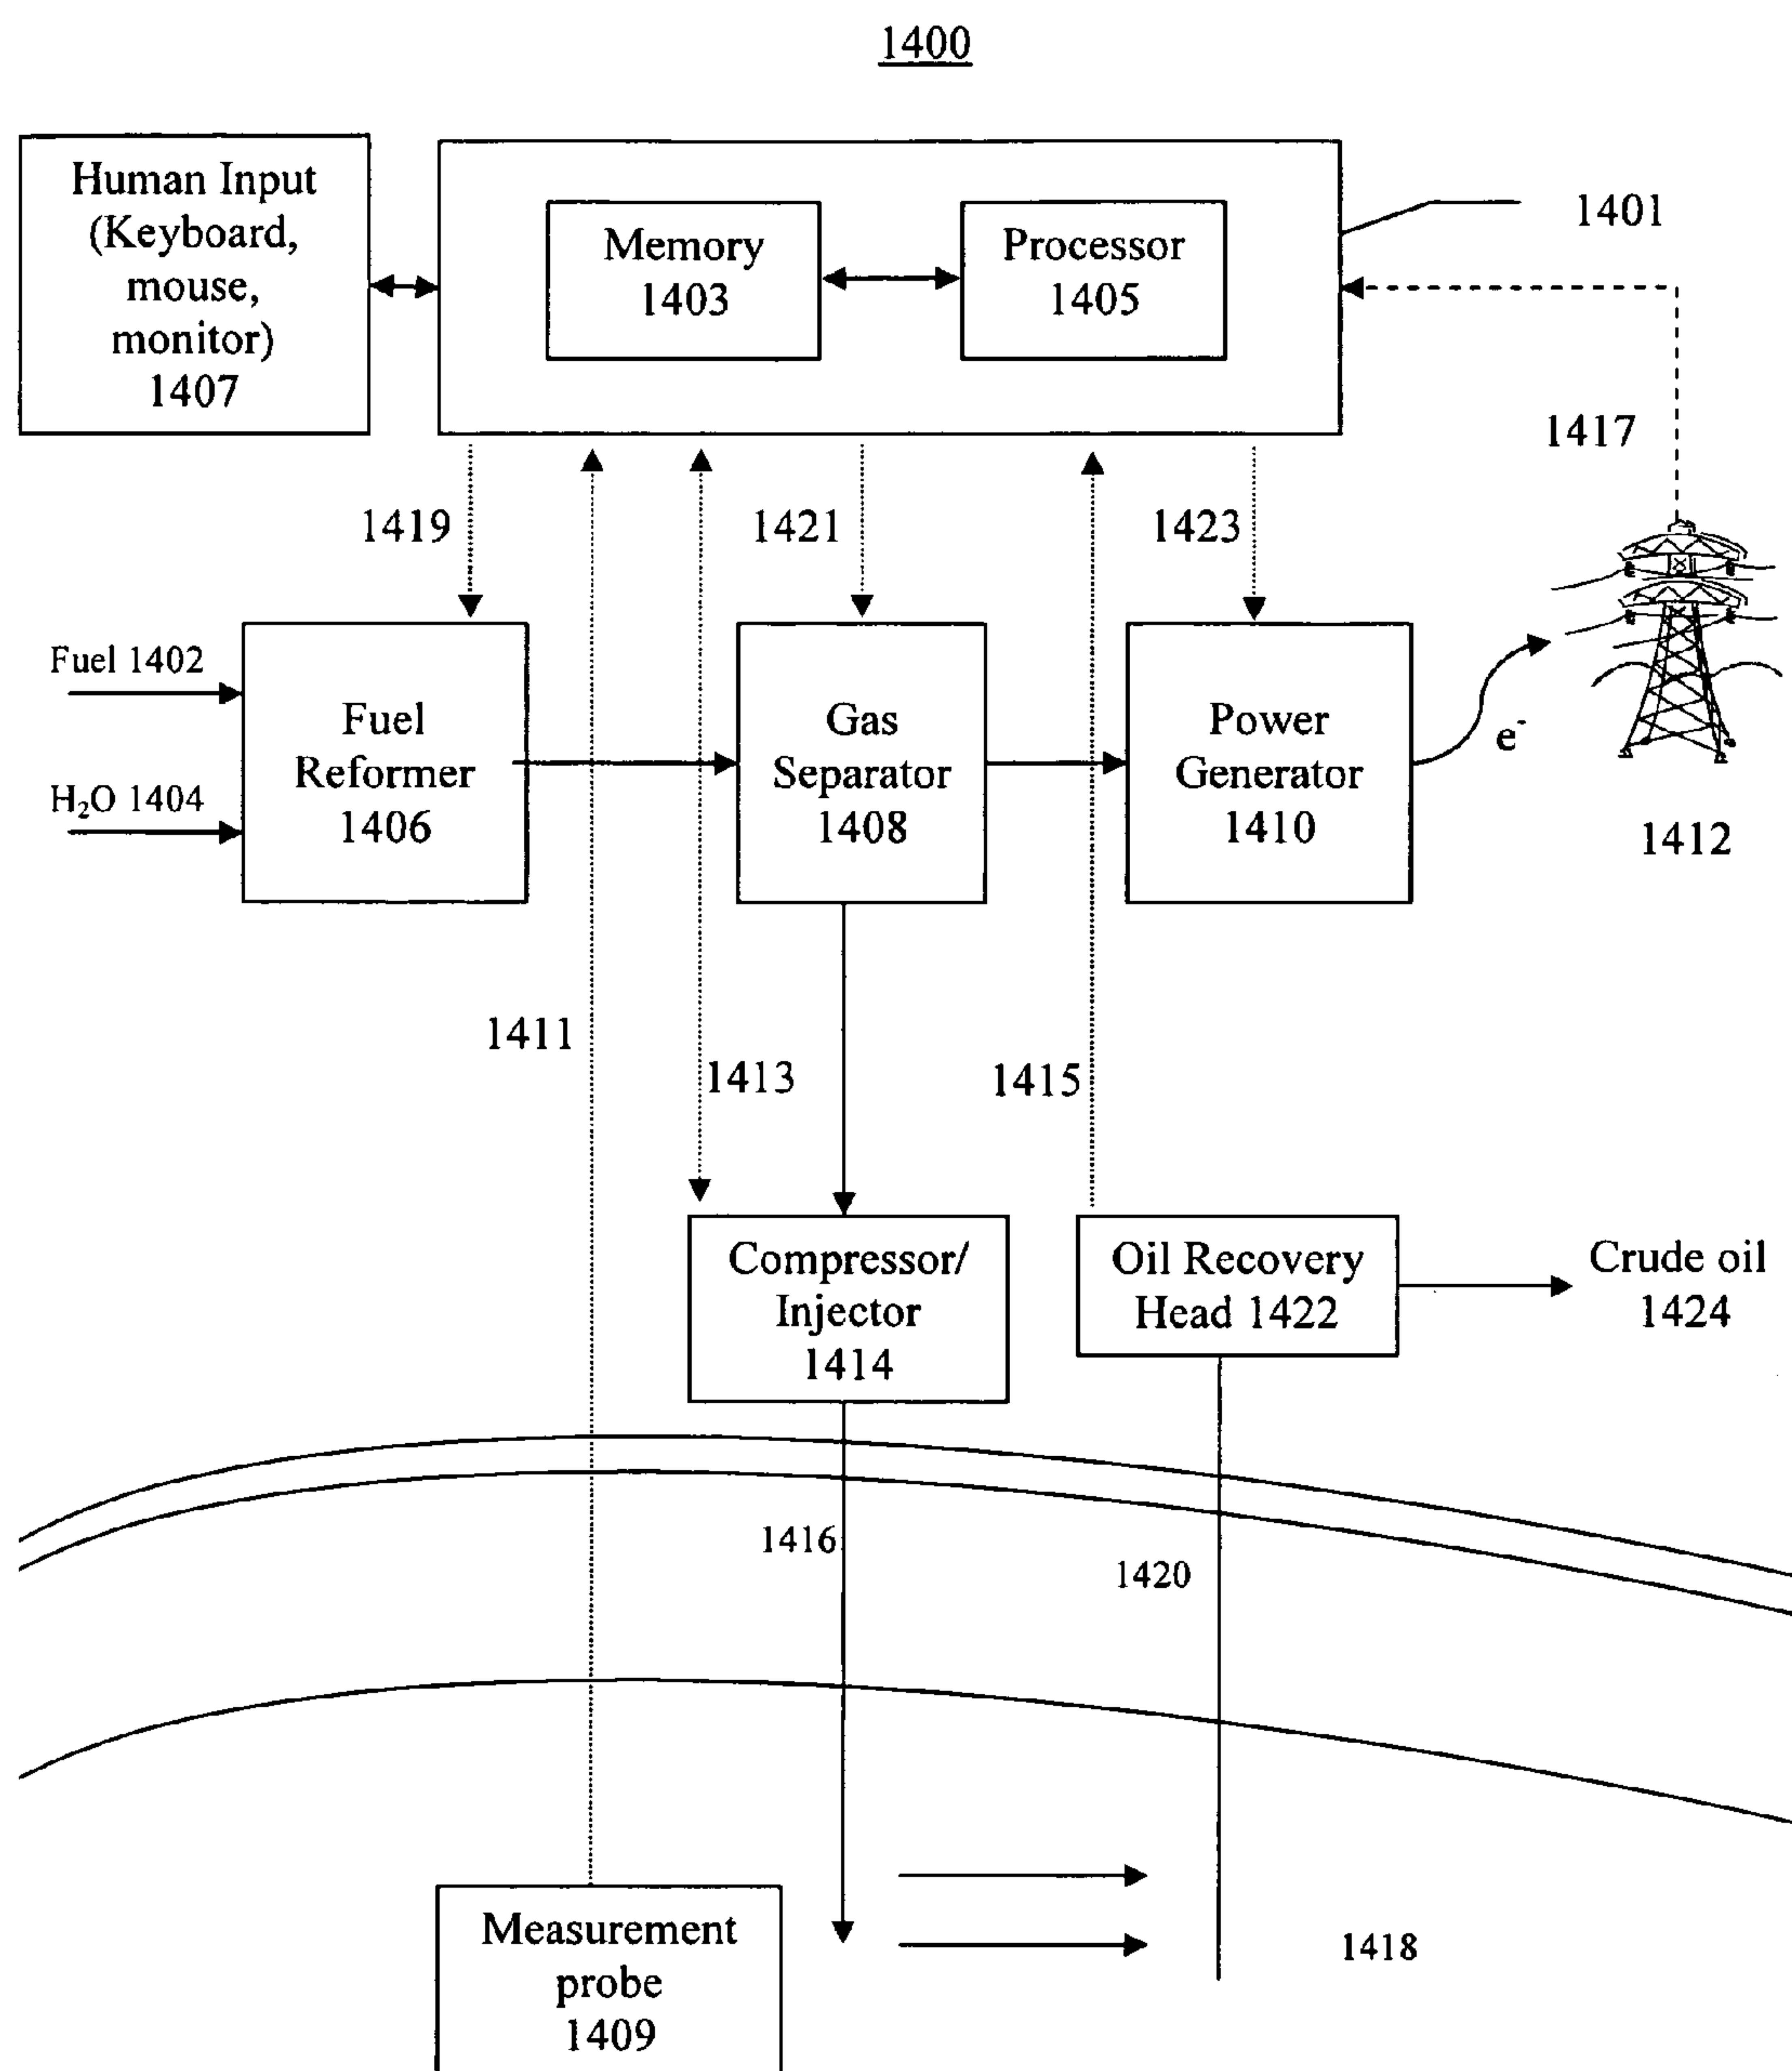 1400
Human Input
(Keyboard,
mouse,
monitor)
1407
Memory
1403
Processor
1405
1401
1417
1419
1421
1423
Fuel 1402
H₂O 1404
Fuel
Reformer
1406
Gas
Separator
1408
Power
Generator
1410
e⁻
1412
1411
1413
1415
Compressor/
Injector
1414
Oil Recovery
Head 1422
Crude oil
1424
1416
1420
Measurement
probe
1409
1418